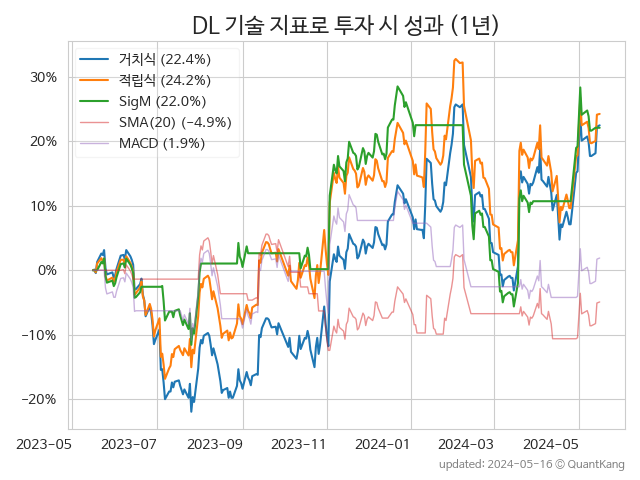 DL 기술 지표로 투자 시 성과 (1년)
거치식 (22.4%)
적립식 (24.2%)
SigM (22.0%)
SMA(20) (−4.9%)
MACD (1.9%)
30%
20%
10%
0%
−10%
−20%
2023-05 2023-07 2023-09 2023-11 2024-01 2024-03 2024-05
updated: 2024-05-16 ⓒ QuantKang